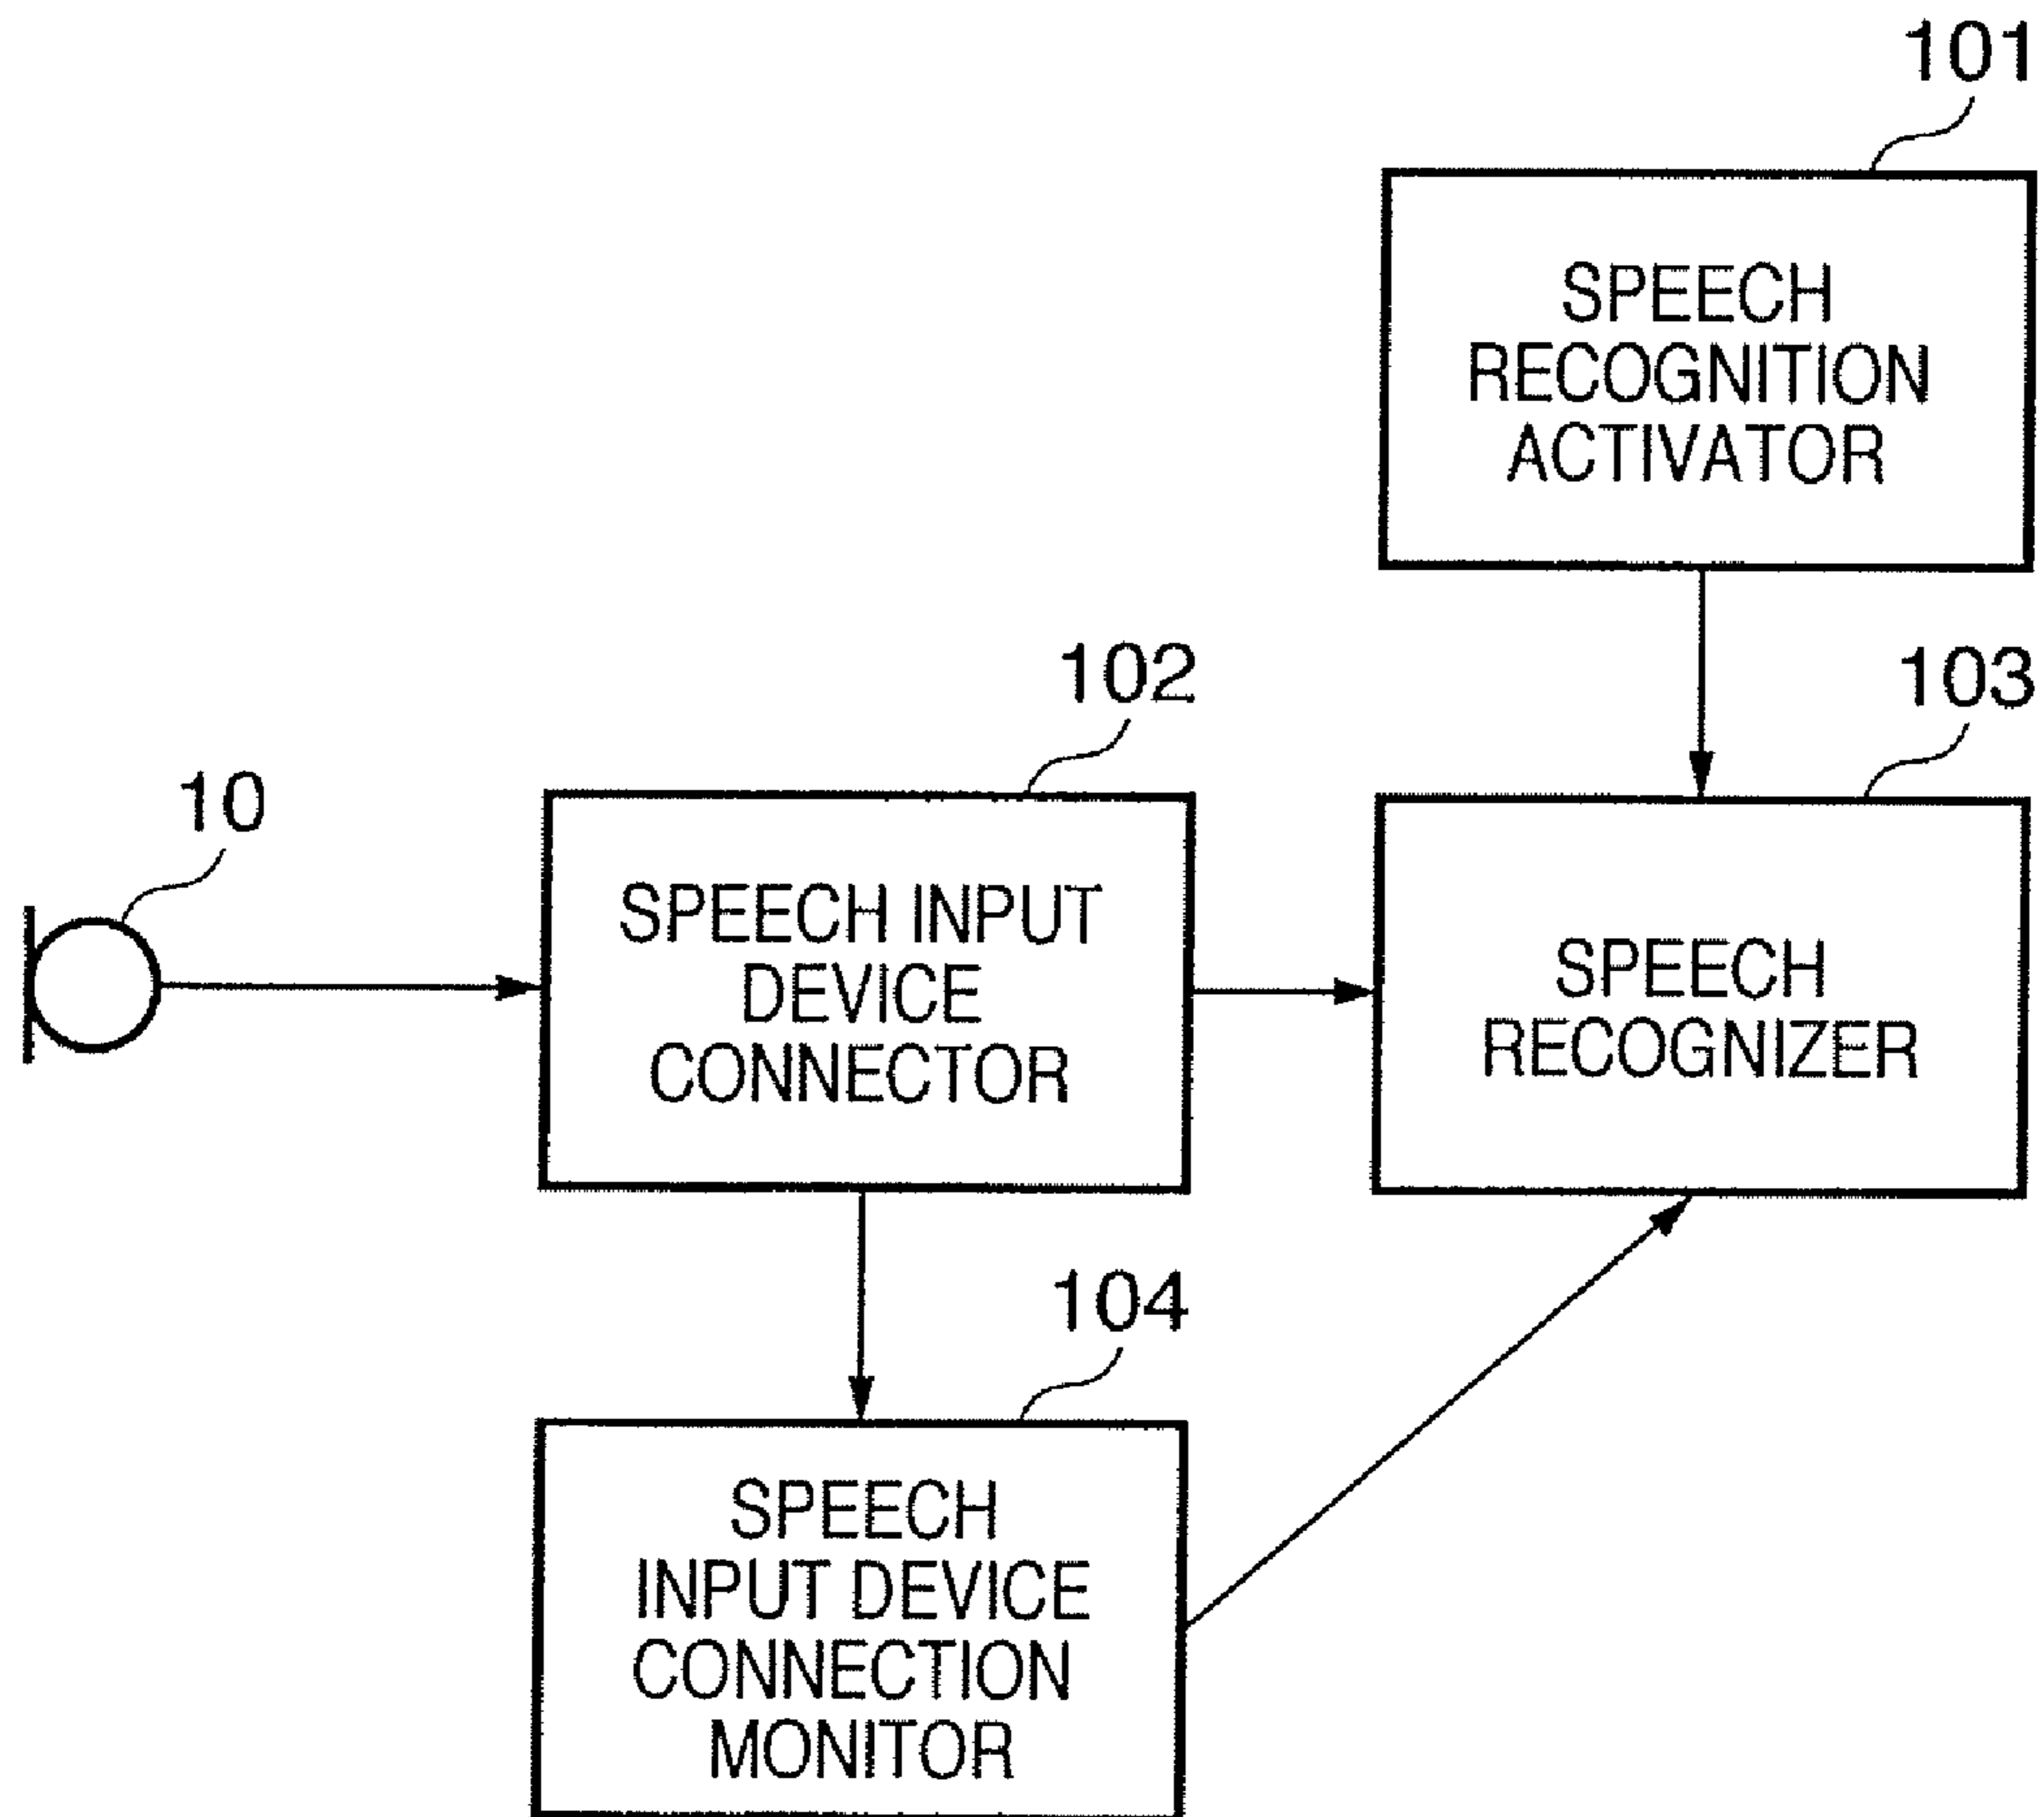 101
SPEECH
RECOGNITION
ACTIVATOR
102
103
10
SPEECH INPUT
DEVICE
CONNECTOR
SPEECH
RECOGNIZER
104
SPEECH
INPUT DEVICE
CONNECTION
MONITOR